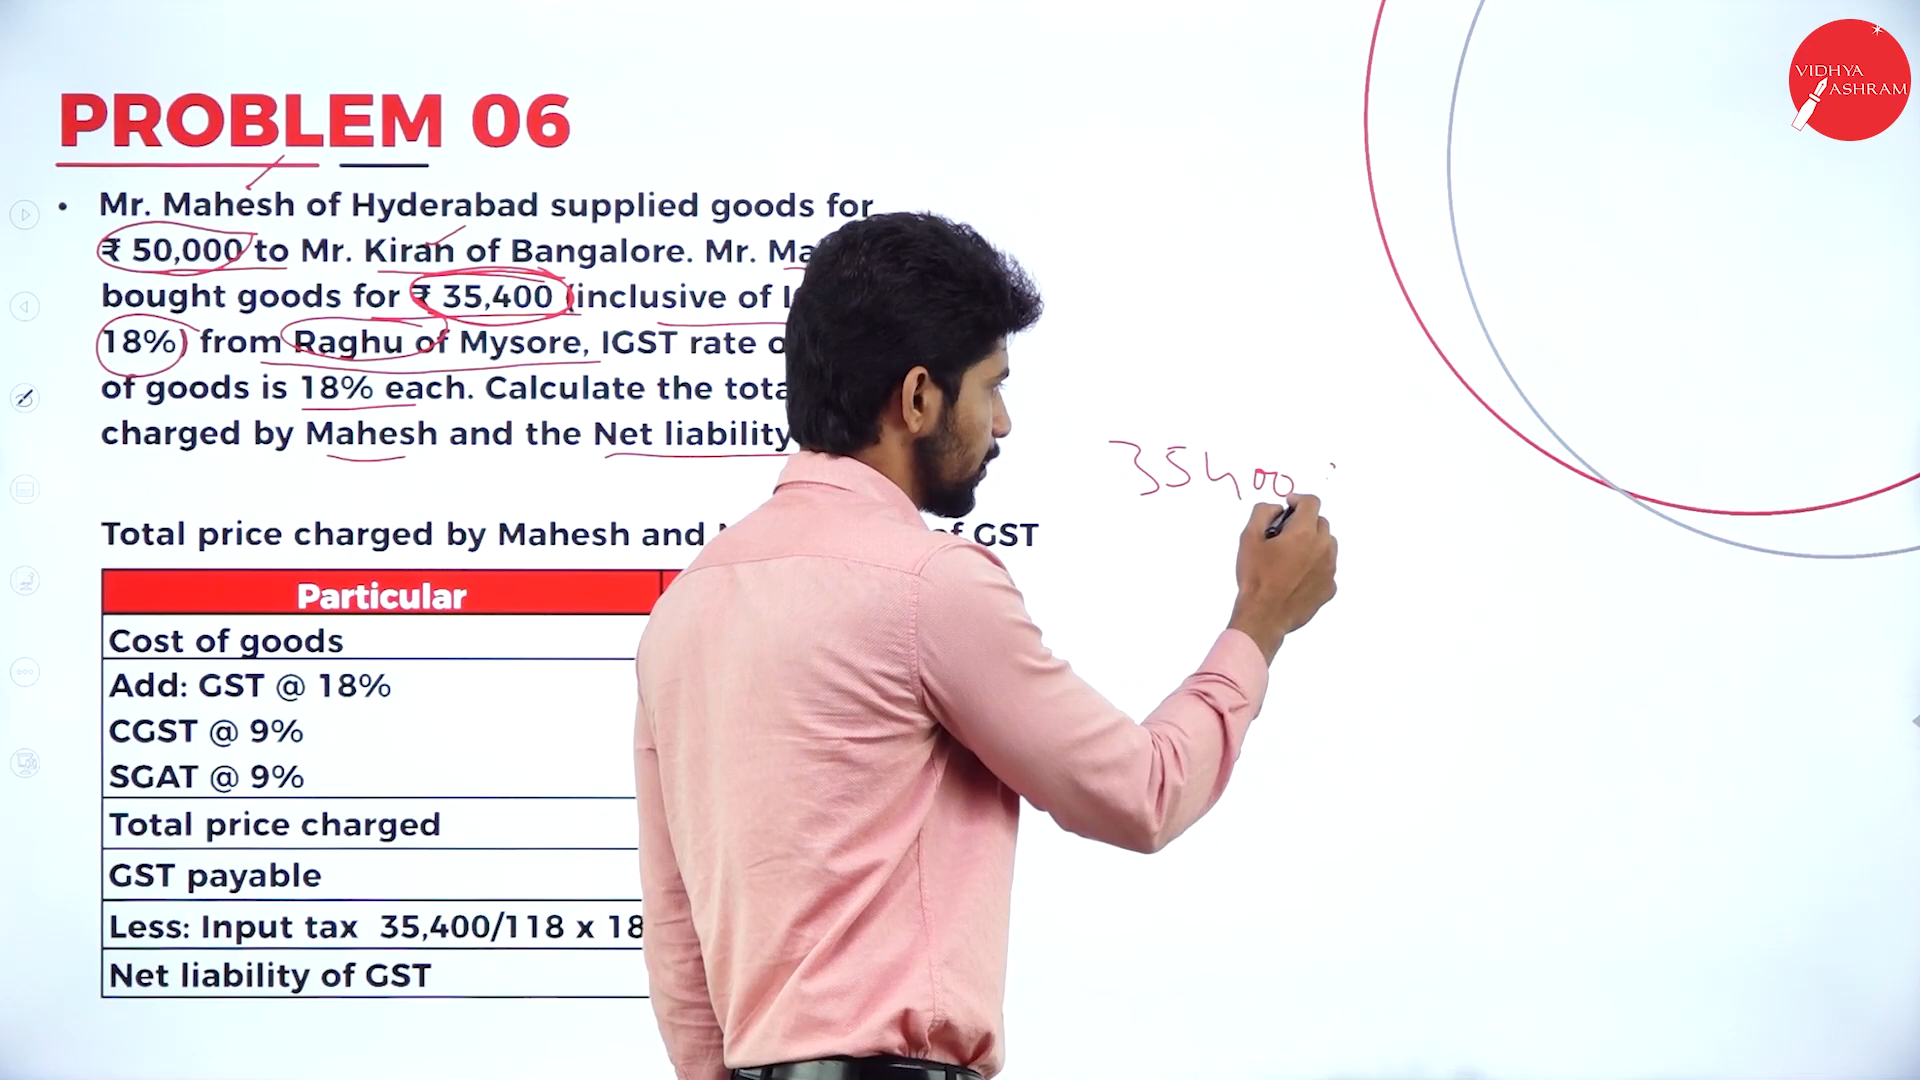 VIDHYA
ASHRAM
PROBLEM 06
• Mr. Mahesh of Hyderabad supplied goods for
₹ 50,000 to Mr. Kiran of Bangalore. Mr.
bought goods for ₹ 35,400 (inclusive of
18%) from Raghu of Mysore, IGST rate
of goods is 18% each. Calculate the
charged by Mahesh and the Net liability
35400
Total price charged by Mahesh and of GST
Particular
Cost of goods
Add: GST @ 18%
CGST @ 9%
SGAT @ 9%
Total price charged
GST payable
Less: Input tax 35,400/118 x 18
Net liability of GST